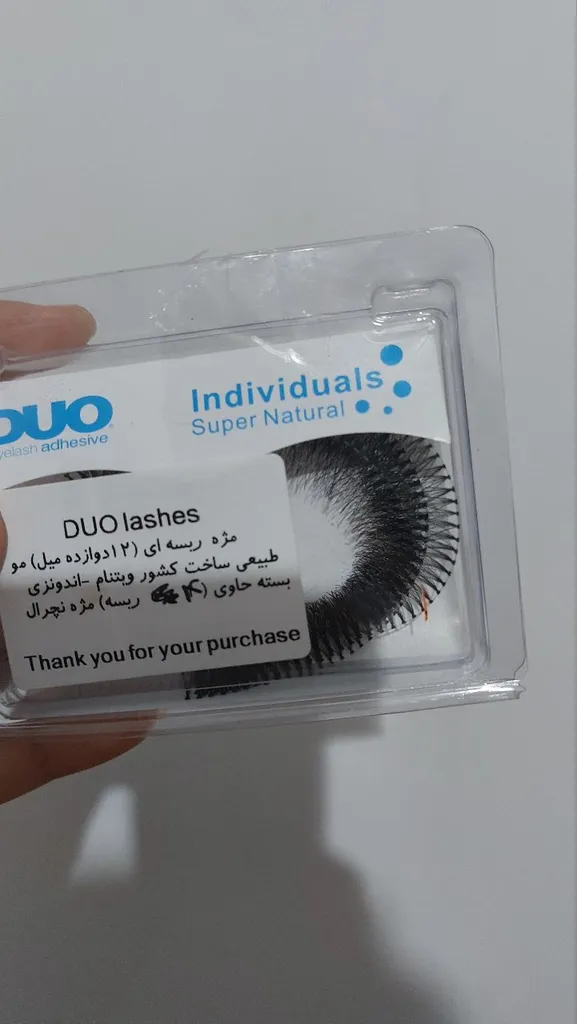 DUO
eyelash adhesive
Individuals
Super Natural
DUO lashes
مژه ریسه ای (۱۲دوازده میل) مو
طبیعی ساخت کشور ویتنام -اندونزی
بسته حاوی (۴ ریسه) مژه نچرال
Thank you for your purchase